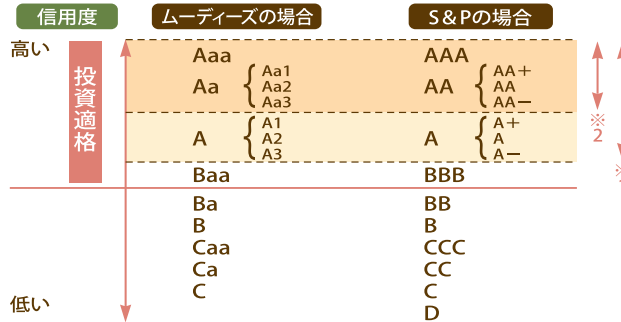 信用度 ムーディーズの場合 S&Pの場合
高い
投資適格
Aaa AAA
Aa Aa1 Aa2 Aa3 AA AA+ AA AA−
A A1 A2 A3 A A+ A A−
Baa BBB
Ba BB
B B
Caa CCC
Ca CC
C C
低い D
※2
※